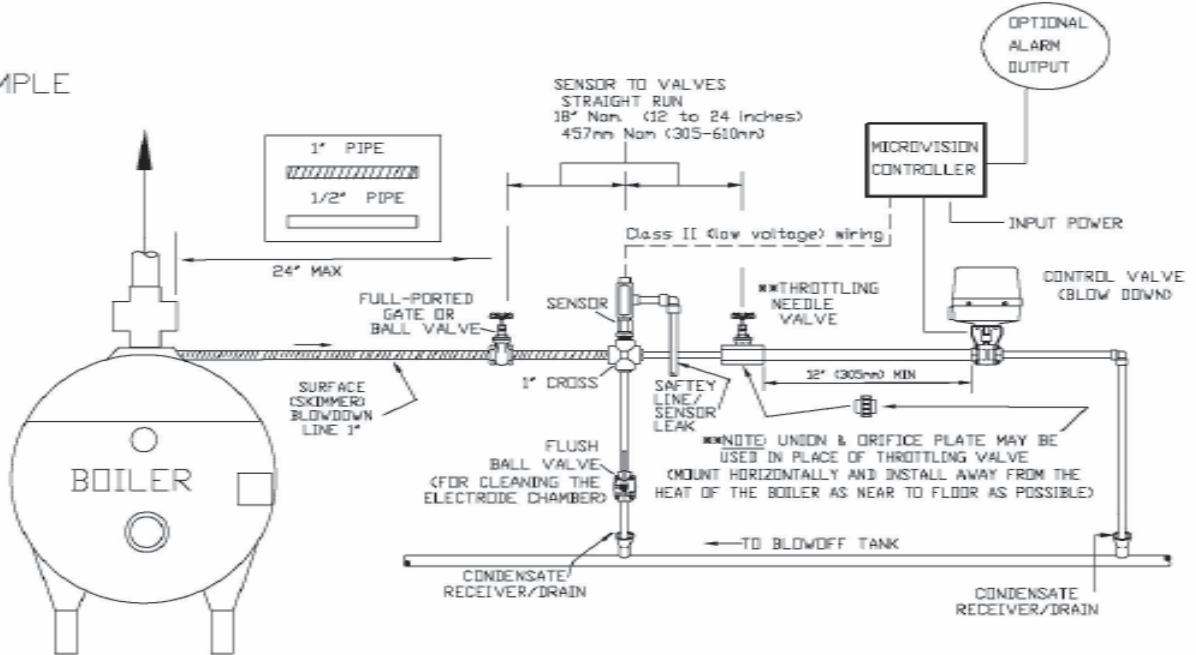 MPLE
1" PIPE
1/2" PIPE
24" MAX
SENSOR TO VALVES
STRAIGHT RUN
18" Nom. (12 to 24 inches)
457mm Nom (305-610mm)
OPTIONAL
ALARM
OUTPUT
MICROVISION
CONTROLLER
INPUT POWER
Class II (low voltage) wiring
FULL-PORTED
GATE OR
BALL VALVE
SENSOR
**THROTTLING
NEEDLE
VALVE
CONTROL VALVE
(BLOW DOWN)
SURFACE
(SKIMMER)
BLOWDOWN
LINE 1"
1" CROSS
SAFTEY
LINE/
SENSOR
LEAK
12" (305mm) MIN
BOILER
FLUSH
BALL VALVE
(FOR CLEANING THE
ELECTRODE CHAMBER)
**NOTE: UNION & ORIFICE PLATE MAY BE
USED IN PLACE OF THROTTLING VALVE
(MOUNT HORIZONTALLY AND INSTALL AWAY FROM THE
HEAT OF THE BOILER AS NEAR TO FLOOR AS POSSIBLE)
TO BLOWOFF TANK
CONDENSATE/
RECEIVER/DRAIN
CONDENSATE
RECEIVER/DRAIN